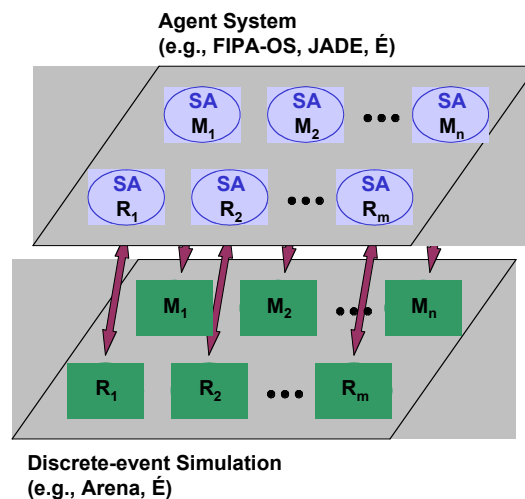 Agent System
(e.g., FIPA-OS, JADE, É)
SA SA SA
M1 M2 ••• Mn
SA SA SA
R1 R2 ••• Rm
M1 M2 ••• Mn
R1 R2 ••• Rm
Discrete-event Simulation
(e.g., Arena, É)